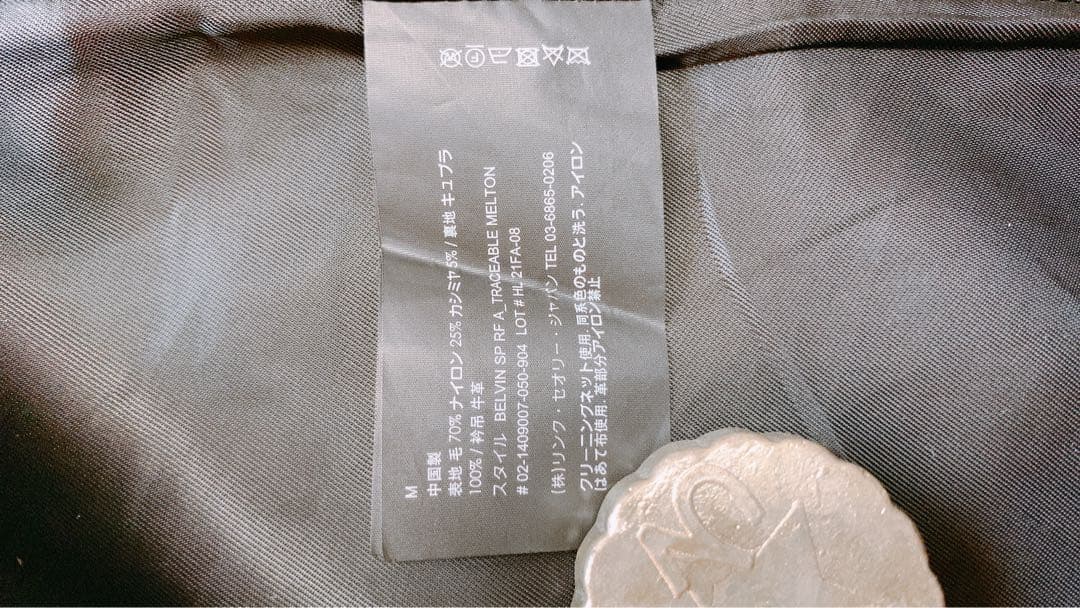 M
中国製
表地 毛 70% ナイロン 25% カシミヤ 5% / 裏地 キュプラ
100% / 衿吊 牛革
スタイル BELVIN SP RF A_TRACEABLE MELTON
# 02-1409007-050-904 LOT # HL 21FA-08
(株)リンク・セオリー・ジャパン TEL 03-6865-0206
クリーニングネット使用. 同系色のものと洗う. アイロン
はあて布使用. 革部分アイロン禁止